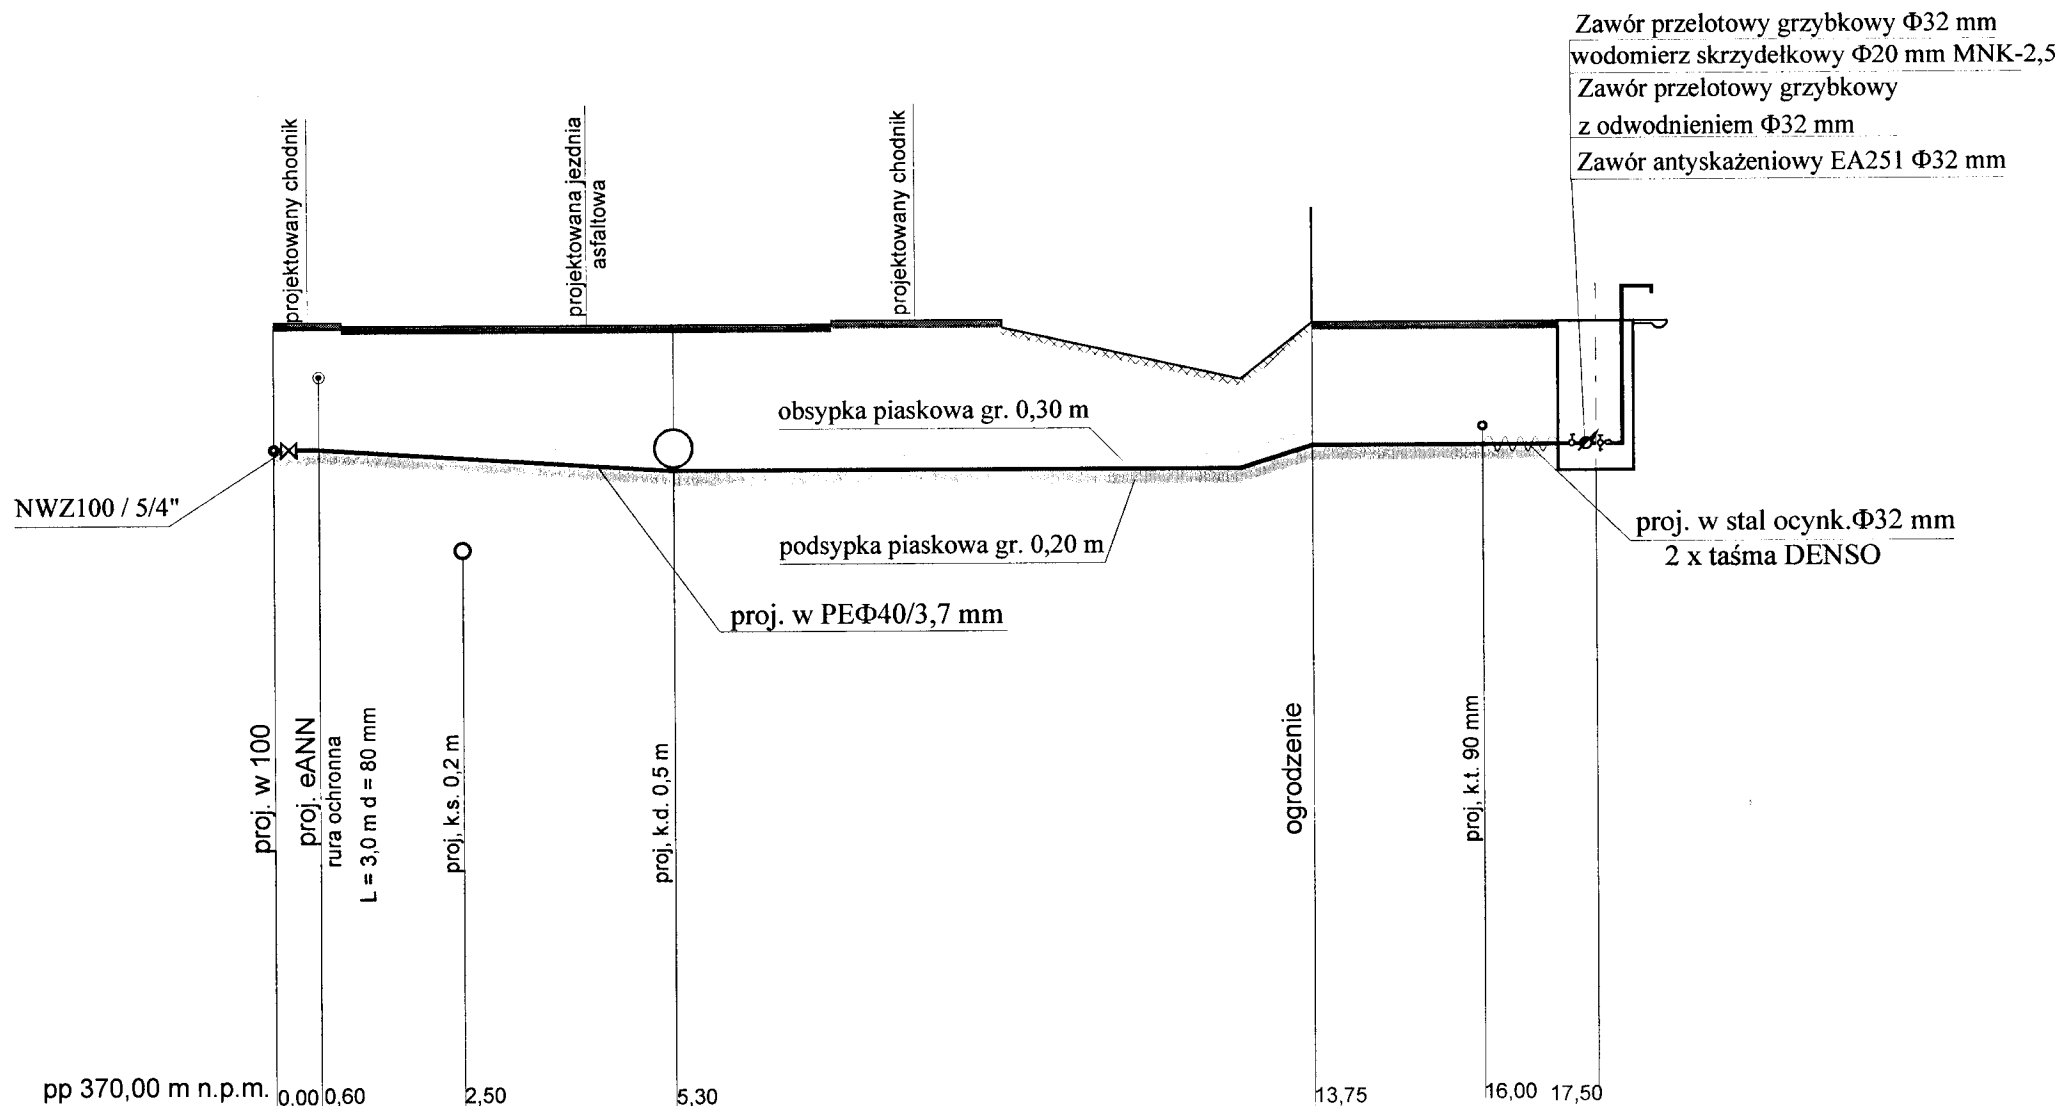 Zawór przelotowy grzybkowy Φ32 mm
wodomierz skrzydełkowy Φ20 mm MNK-2,5
Zawór przelotowy grzybkowy
z odwodnieniem Φ32 mm
Zawór antyskażeniowy EA251 Φ32 mm
projektowany chodnik
projektowana jezdnia
asfaltowa
projektowany chodnik
obsypka piaskowa gr. 0,30 m
NWZ100 / 5/4"
podsypka piaskowa gr. 0,20 m
proj. w stal ocynk.Φ32 mm
2 x taśma DENSO
proj. w PEΦ40/3,7 mm
proj. w 100
proj. eANN
rura ochronna
L = 3,0 m d = 80 mm
proj, k.s. 0,2 m
proj, k.d. 0,5 m
ogrodzenie
proj, k.t. 90 mm
pp 370,00 m n.p.m.
0,00
0,60
2,50
5,30
13,75
16,00
17,50